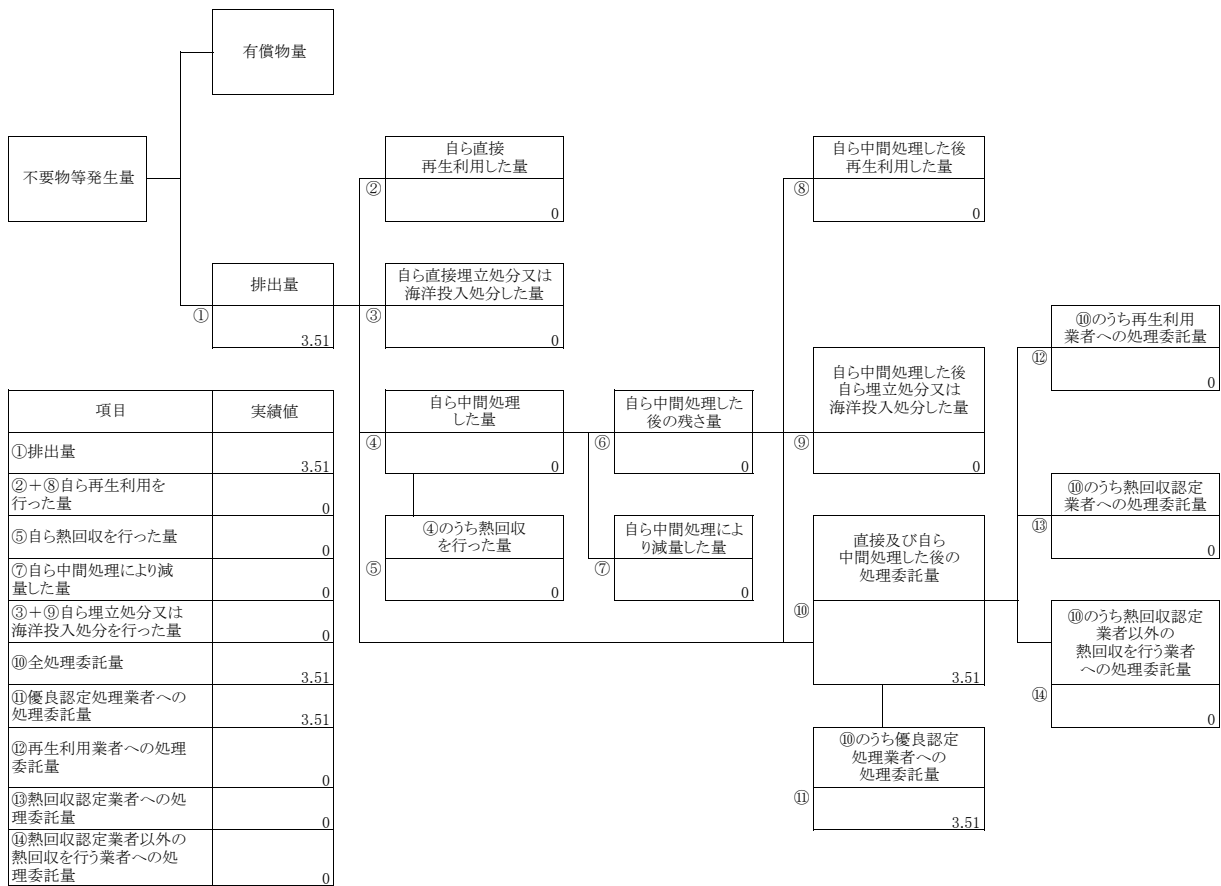 有償物量
不要物等発生量
排出量
①
3.51
自ら直接
再生利用した量
②
0
自ら直接埋立処分又は
海洋投入処分した量
③
0
自ら中間処理
した量
④
0
④のうち熱回収
を行った量
⑤
0
自ら中間処理した
後の残さ量
⑥
0
自ら中間処理によ
り減量した量
⑦
0
自ら中間処理した後
再生利用した量
⑧
0
自ら中間処理した後
自ら埋立処分又は
海洋投入処分した量
⑨
0
直接及び自ら
中間処理した後の
処理委託量
⑩
3.51
⑩のうち優良認定
処理業者への
処理委託量
⑪
3.51
⑩のうち再生利用
業者への処理委託量
⑫
0
⑩のうち熱回収認定
業者への処理委託量
⑬
0
⑩のうち熱回収認定
業者以外の
熱回収を行う業者
への処理委託量
⑭
0
項目 実績値
①排出量
3.51
②＋⑧自ら再生利用を
行った量
0
⑤自ら熱回収を行った量
0
⑦自ら中間処理により減
量した量
0
③＋⑨自ら埋立処分又は
海洋投入処分を行った量
0
⑩全処理委託量
3.51
⑪優良認定処理業者への
処理委託量
3.51
⑫再生利用業者への処理
委託量
0
⑬熱回収認定業者への処
理委託量
0
⑭熱回収認定業者以外の
熱回収を行う業者への処
理委託量
0